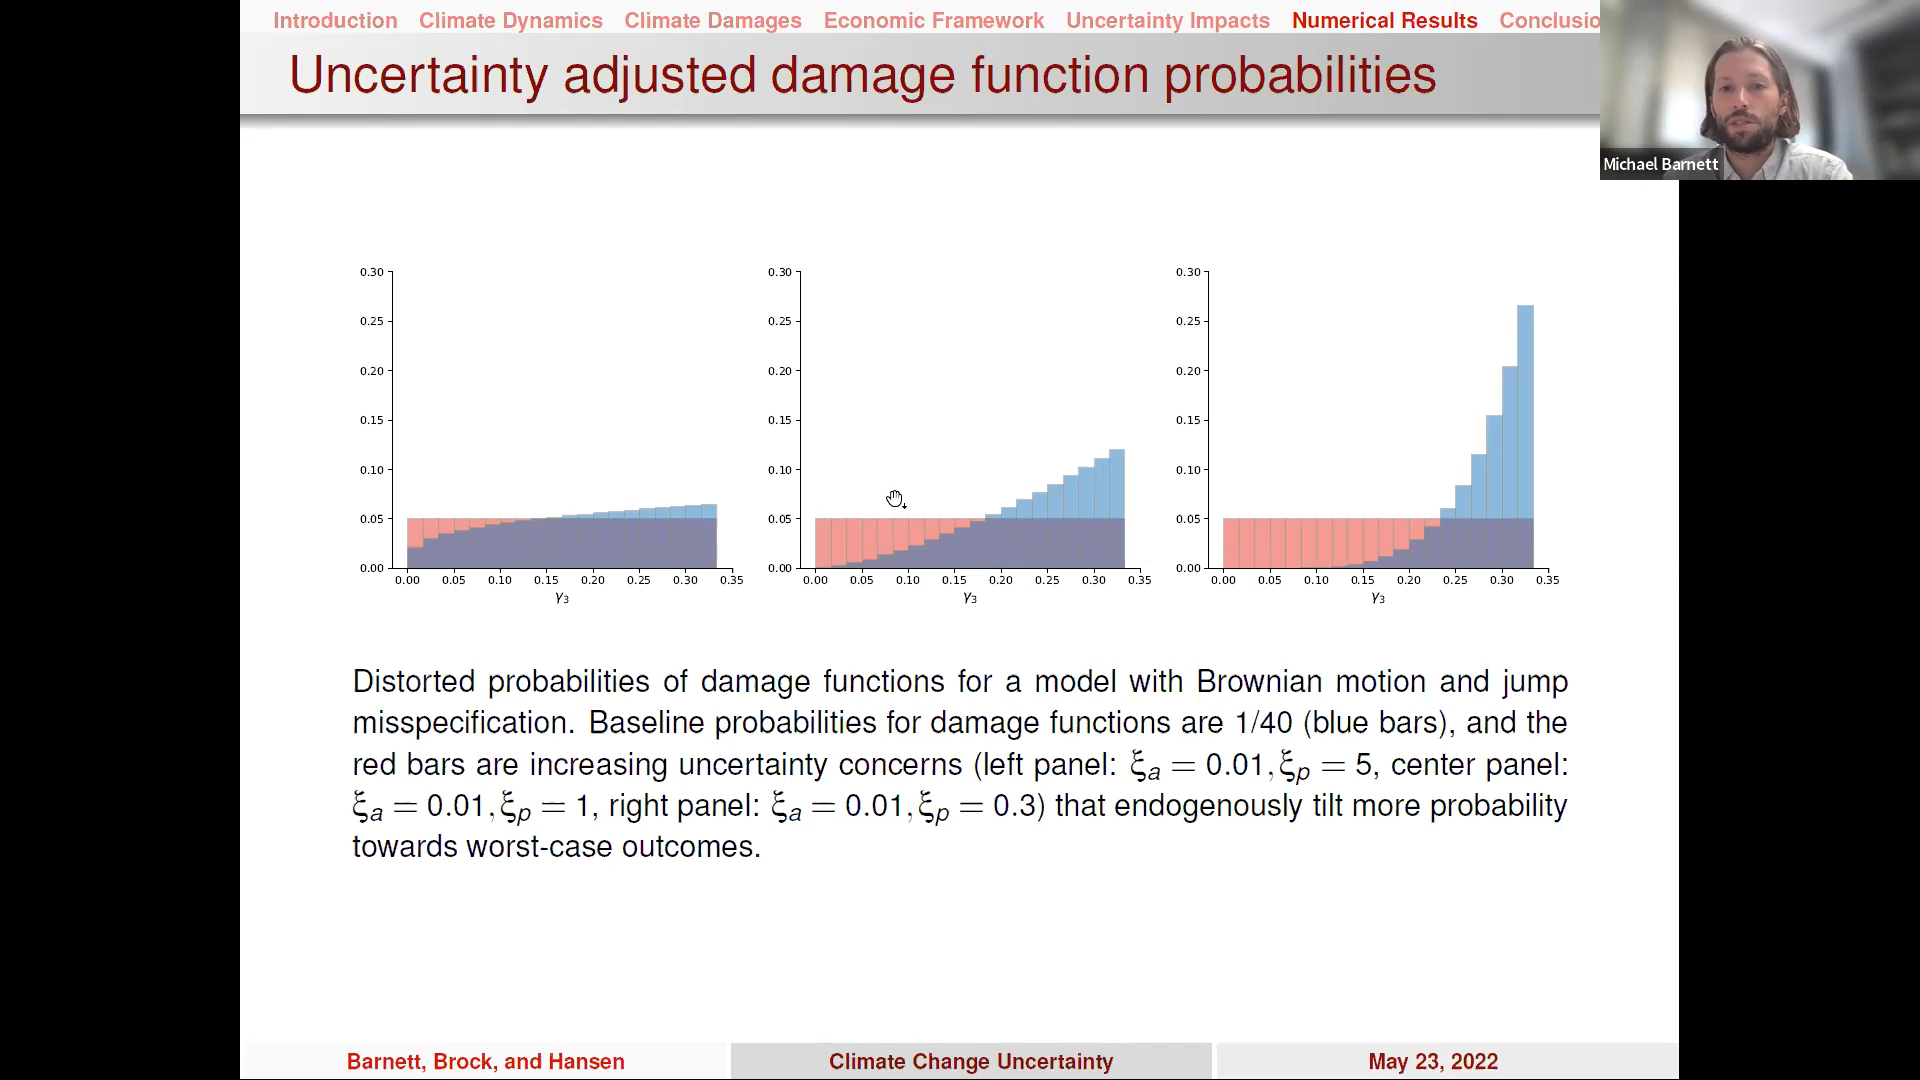 Introduction Climate Dynamics Climate Damages Economic Framework Uncertainty Impacts Numerical Results Conclusio
Uncertainty adjusted damage function probabilities
Michael Barnett
0.30 0.30 0.30
0.25 0.25 0.25
0.20 0.20 0.20
0.15 0.15 0.15
0.10 0.10 0.10
0.05 0.05 0.05
0.00 0.00 0.00
0.00 0.05 0.10 0.15 0.20 0.25 0.30 0.35 0.00 0.05 0.10 0.15 0.20 0.25 0.30 0.35 0.00 0.05 0.10 0.15 0.20 0.25 0.30 0.35
γ₃ γ₃ γ₃
Distorted probabilities of damage functions for a model with Brownian motion and jump
misspecification. Baseline probabilities for damage functions are 1/40 (blue bars), and the
red bars are increasing uncertainty concerns (left panel: ξₐ = 0.01, ξₚ = 5, center panel:
ξₐ = 0.01, ξₚ = 1, right panel: ξₐ = 0.01, ξₚ = 0.3) that endogenously tilt more probability
towards worst-case outcomes.
Barnett, Brock, and Hansen Climate Change Uncertainty May 23, 2022